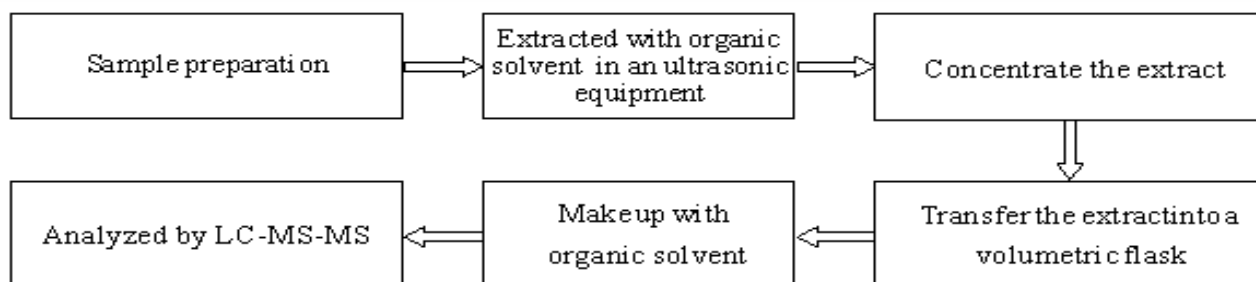 Sample preparation
Extracted with organic
solvent in an ultrasonic
equipment
Concentrate the extract
Transfer the extractinto a
volumetric flask
Makeup with
organic solvent
Analyzed by LC-MS-MS